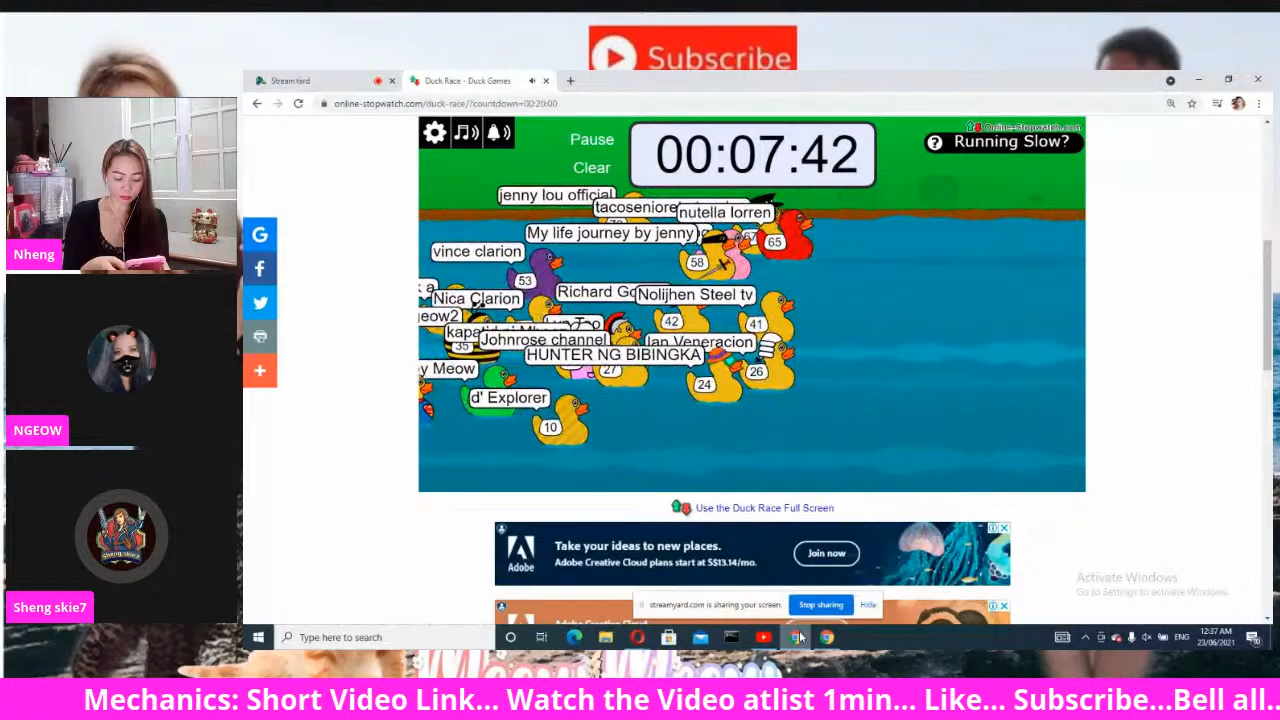 Subscribe
StreamYard
Duck Race - Duck Games
online-stopwatch.com/duck-race/?countdown=00:20:00
Pause
Clear
00:07:42
Online-Stopwatch.com
Running Slow?
jenny lou official
nutella lorren
65
My life journey by jenny
58
vince clarion
53
Nica Clarion
Nolijhen Steel tv
42
41
35
Johnrose channel
Ian Veneracion
HUNTER NG BIBINGKA
27
24
26
d' Explorer
10
Use the Duck Race Full Screen
Adobe
Take your ideas to new places.
Adobe Creative Cloud plans start at S$13.14/mo.
Join now
streamyard.com is sharing your screen.
Stop sharing
Hide
Activate Windows
Go to Settings to activate Windows.
Type here to search
ENG
12:37 AM
23/06/2021
Nheng
NGEOW
Sheng skie7
Mechanics: Short Video Link... Watch the Video atlist 1min... Like... Subscribe...Bell all..